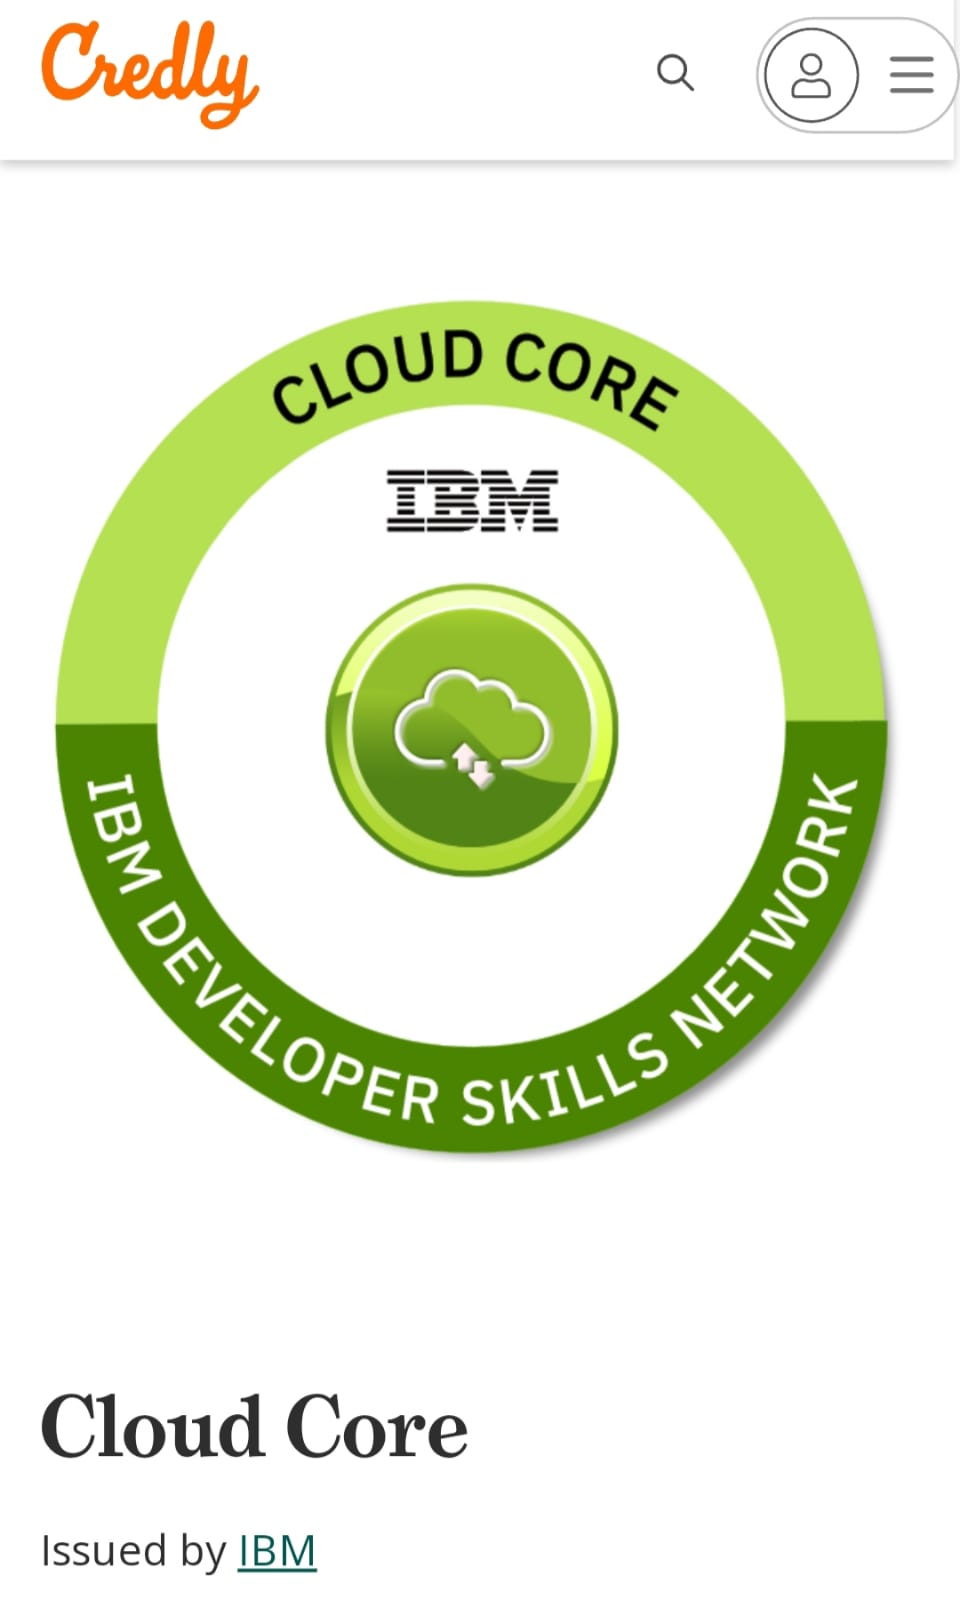 Credly
CLOUD CORE
IBM
IBM DEVELOPER SKILLS NETWORK
Cloud Core
Issued by IBM